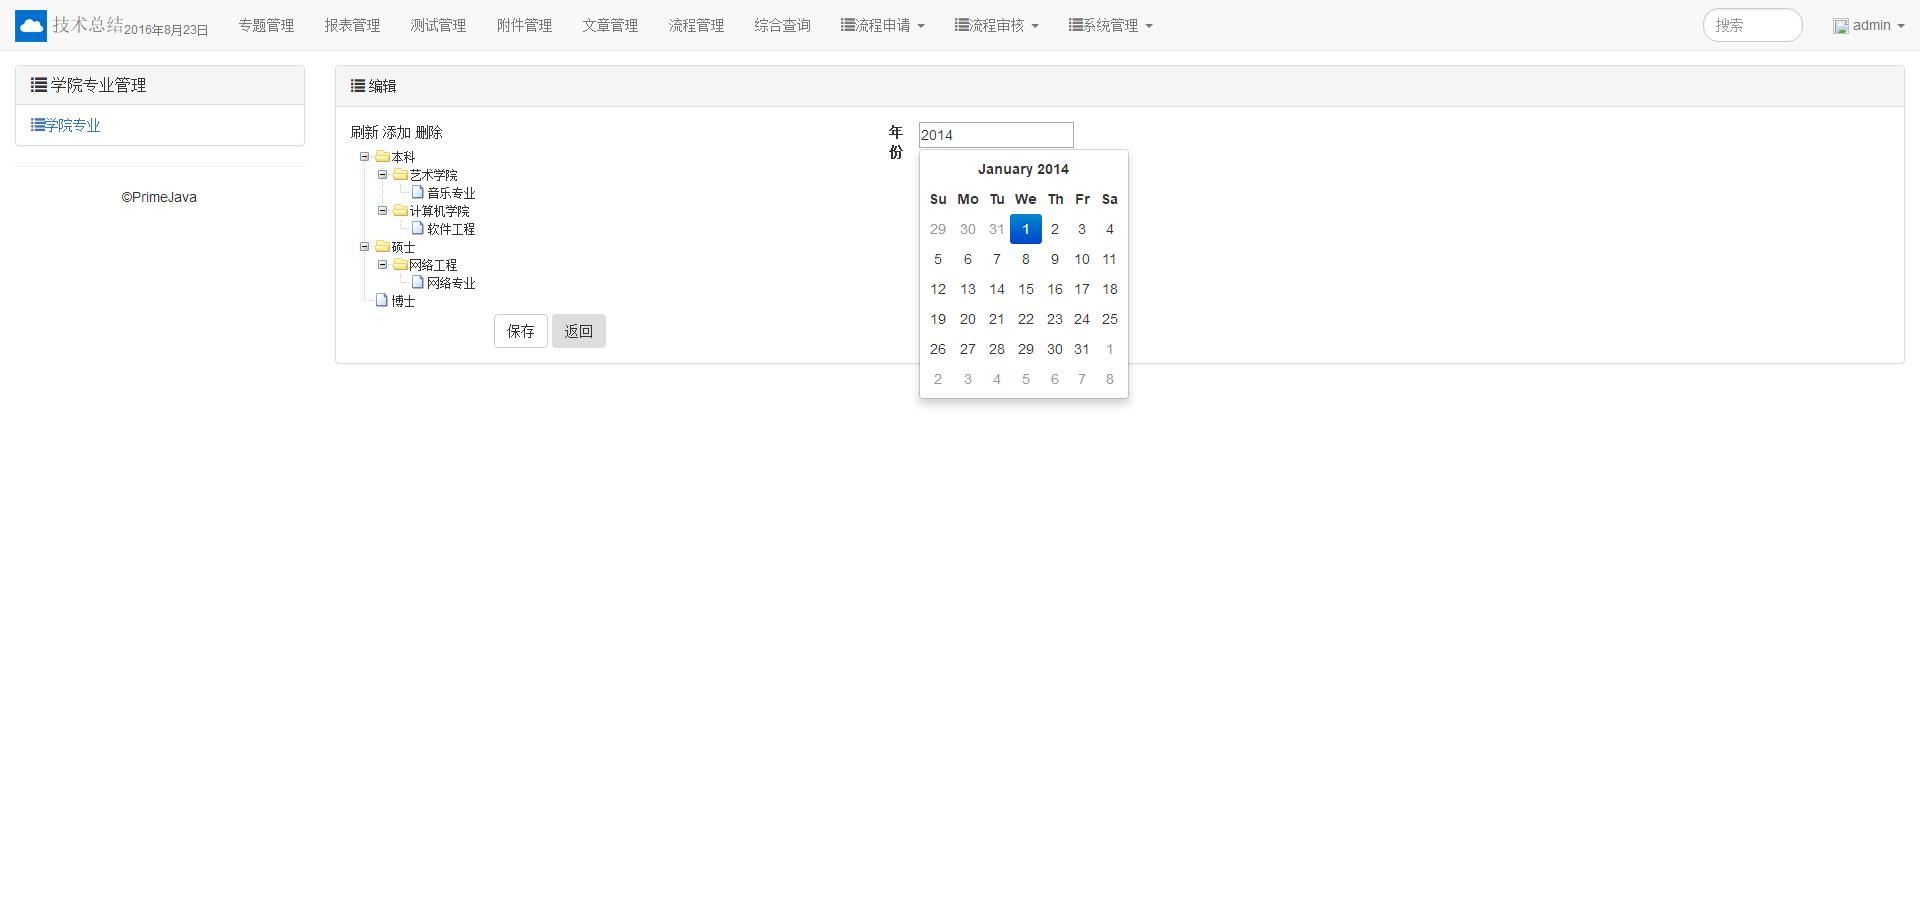 技术总结2016年8月23日 专题管理 报表管理 测试管理 附件管理 文章管理 流程管理 综合查询 流程申请 流程审核 系统管理 搜索 admin
学院专业管理
学院专业
©PrimeJava
编辑
刷新 添加 删除
本科
艺术学院
音乐专业
计算机学院
软件工程
硕士
网络工程
网络专业
博士
保存 返回
年
份
2014
January 2014
Su Mo Tu We Th Fr Sa
29 30 31 1 2 3 4
5 6 7 8 9 10 11
12 13 14 15 16 17 18
19 20 21 22 23 24 25
26 27 28 29 30 31 1
2 3 4 5 6 7 8